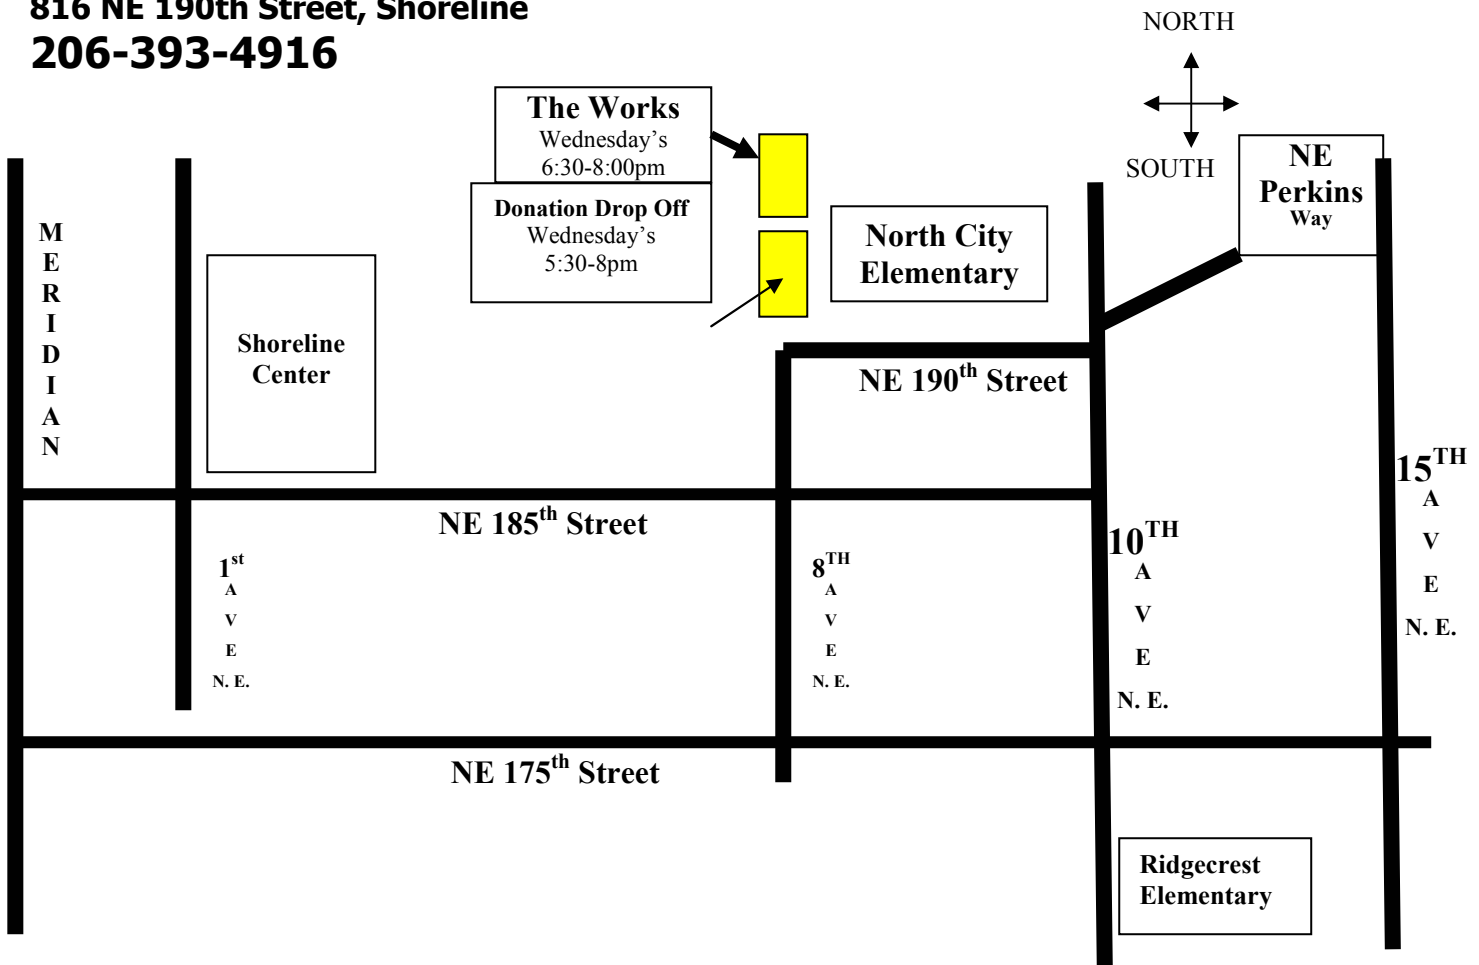 816 NE 190th Street, Shoreline
206-393-4916
NORTH
SOUTH
The Works
Wednesday's
6:30-8:00pm
Donation Drop Off
Wednesday's
5:30-8pm
North City
Elementary
NE
Perkins
Way
MERIDIAN
Shoreline
Center
NE 190th Street
NE 185th Street
1st
AVE
N. E.
8TH
AVE
N. E.
10TH
AVE
N. E.
15TH
AVE
N. E.
NE 175th Street
Ridgecrest
Elementary